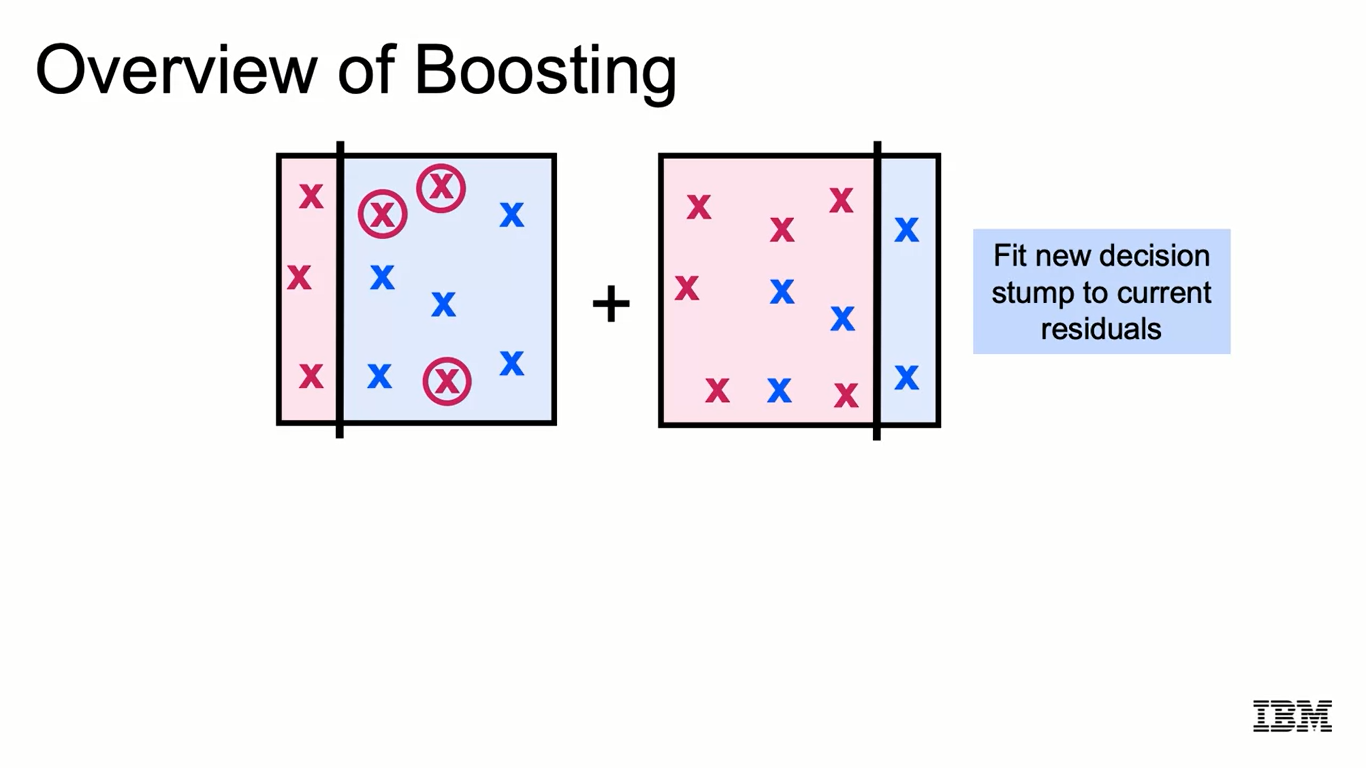 Overview of Boosting
x x x x
x x x
x x x x
+
x x x x
x x x
x x x x
Fit new decision
stump to current
residuals
IBM